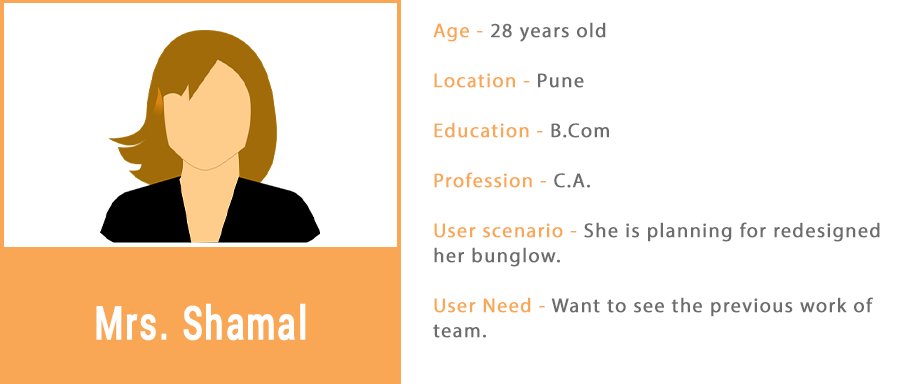 Mrs. Shamal
Age - 28 years old
Location - Pune
Education - B.Com
Profession - C.A.
User scenario - She is planning for redesigned
her bunglow.
User Need - Want to see the previous work of
team.